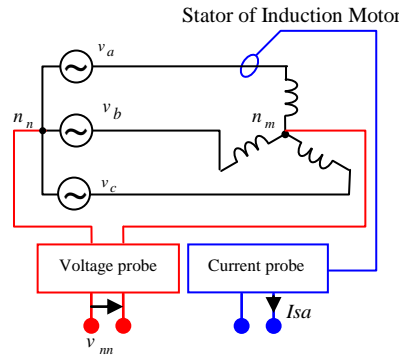 Stator of Induction Motor
v_a
n_n
v_b
n_m
v_c
Voltage probe
Current probe
Isa
v_nn